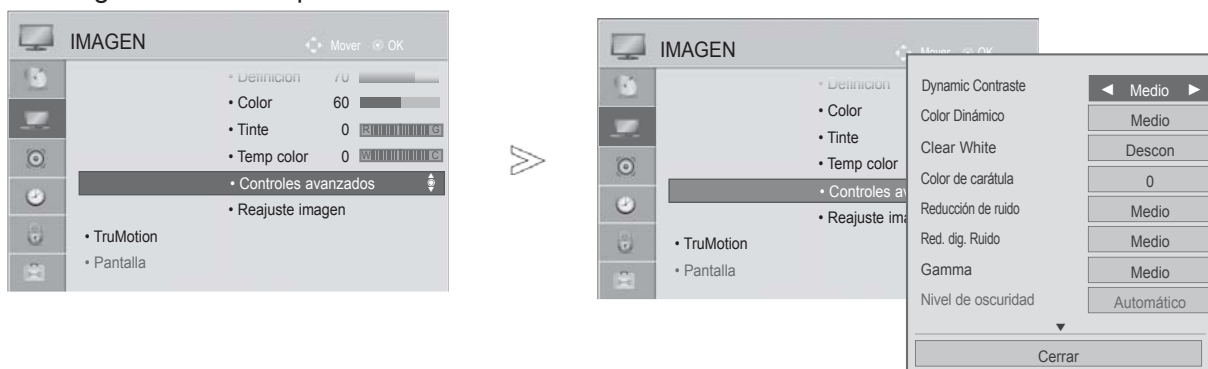 IMAGEN Mover OK
• Definición 70
• Color 60
• Tinte 0 R G
• Temp color 0 W G
• Controles avanzados
• Reajuste imagen
• TruMotion
• Pantalla
IMAGEN Mover OK
• Definición
• Color
• Tinte
• Temp color
• Controles av
• Reajuste ima
• TruMotion
• Pantalla
Dynamic Contraste ◄ Medio ►
Color Dinámico Medio
Clear White Descon
Color de carátula 0
Reducción de ruido Medio
Red. dig. Ruido Medio
Gamma Medio
Nivel de oscuridad Automático
▼
Cerrar